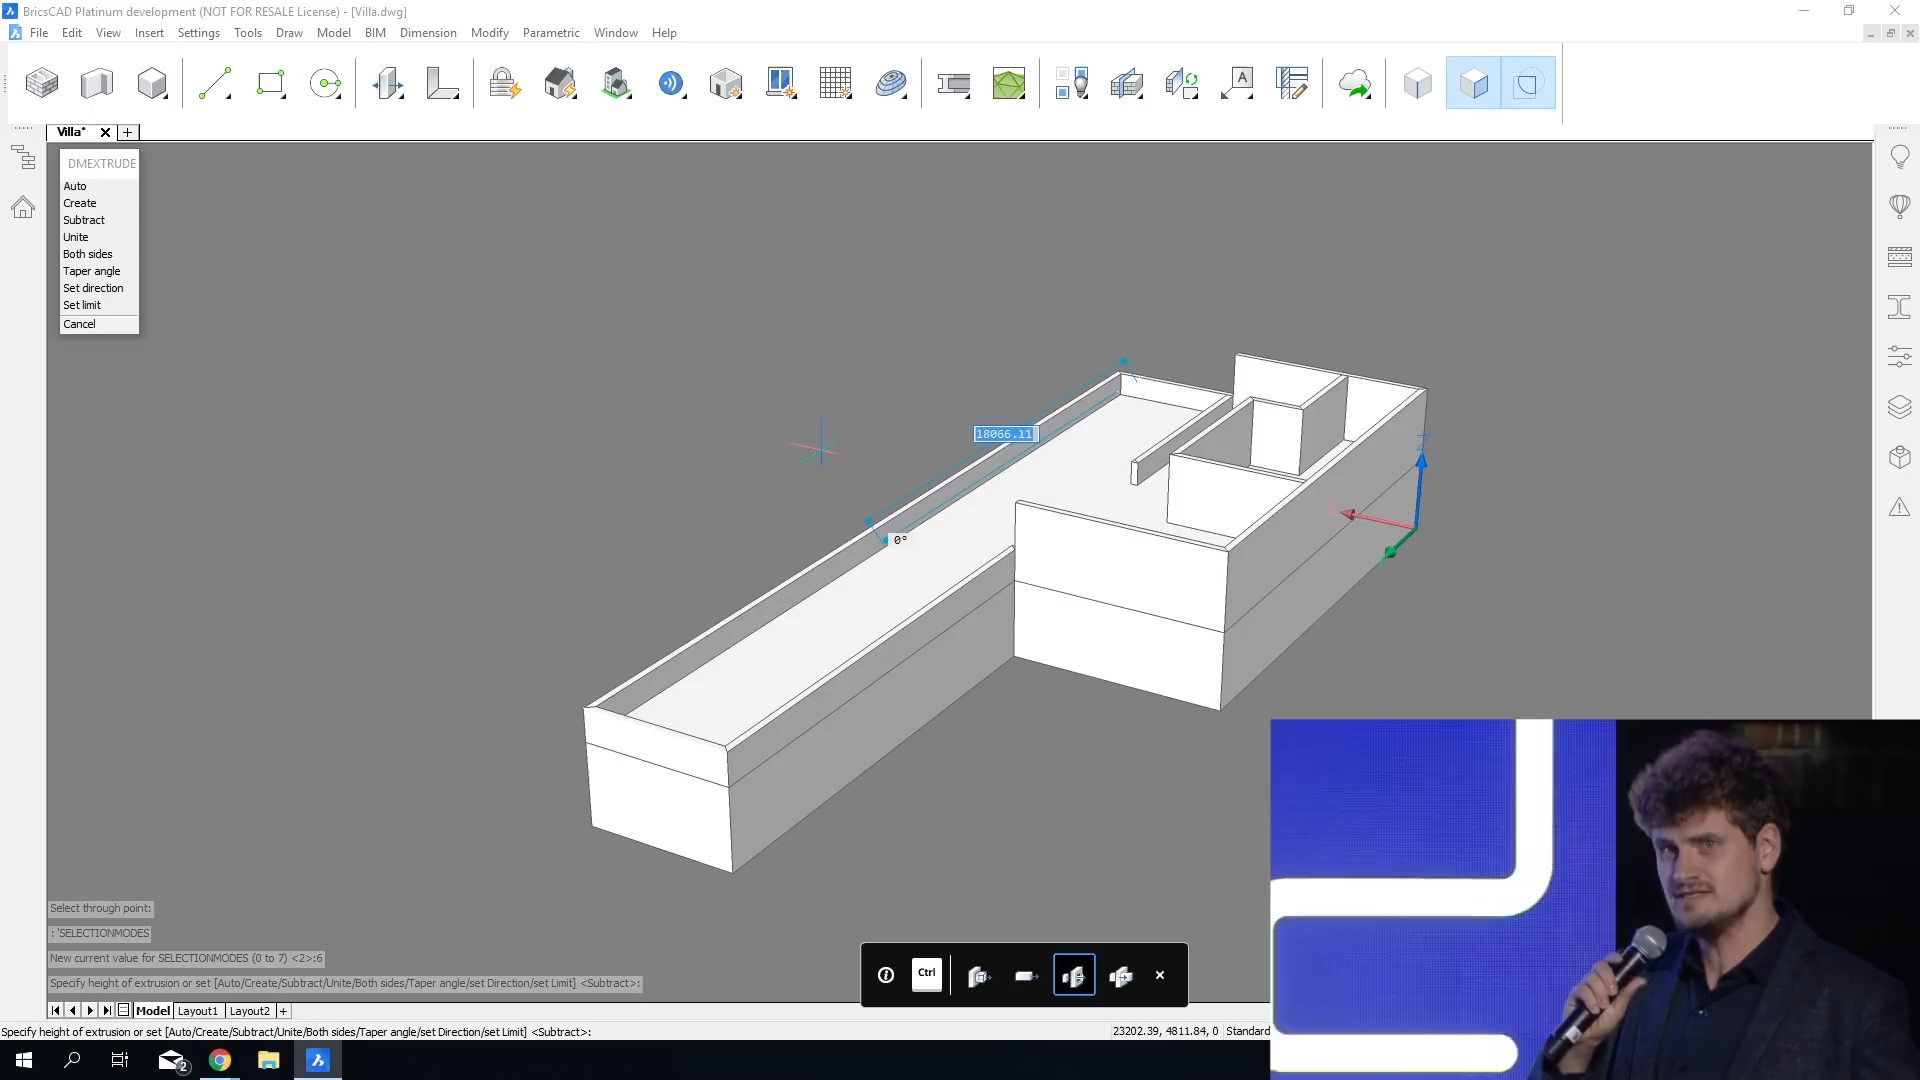 BricsCAD Platinum development (NOT FOR RESALE License) - [Villa.dwg]
File Edit View Insert Settings Tools Draw Model BIM Dimension Modify Parametric Window Help
A
Villa*
DMEXTRUDE
Auto
Create
Subtract
Unite
Both sides
Taper angle
Set direction
Set limit
Cancel
18066.11
0°
Z
Select through point:
: 'SELECTIONMODES
New current value for SELECTIONMODES (0 to 7) <2>:6
Specify height of extrusion or set [Auto/Create/Subtract/Unite/Both sides/Taper angle/set Direction/set Limit] <Subtract>:
Ctrl
Model Layout1 Layout2
Specify height of extrusion or set [Auto/Create/Subtract/Unite/Both sides/Taper angle/set Direction/set Limit] <Subtract>:
23202.39, 4811.84, 0 Standard
2